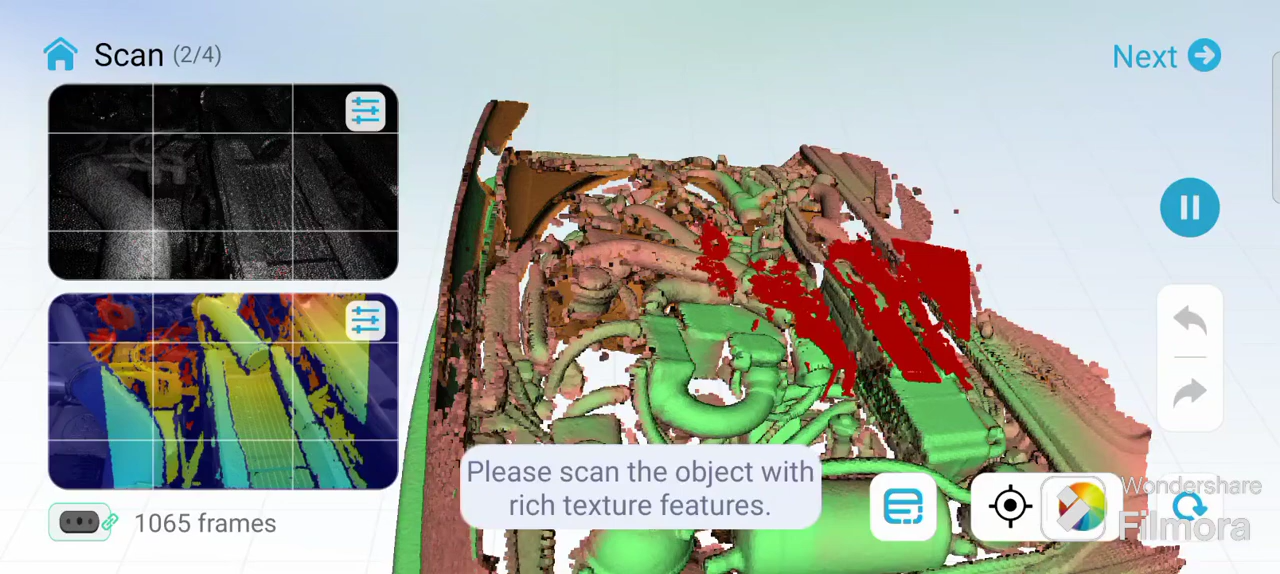 Scan (2/4)
Next
Please scan the object with
rich texture features.
1065 frames
Wondershare
Filmora